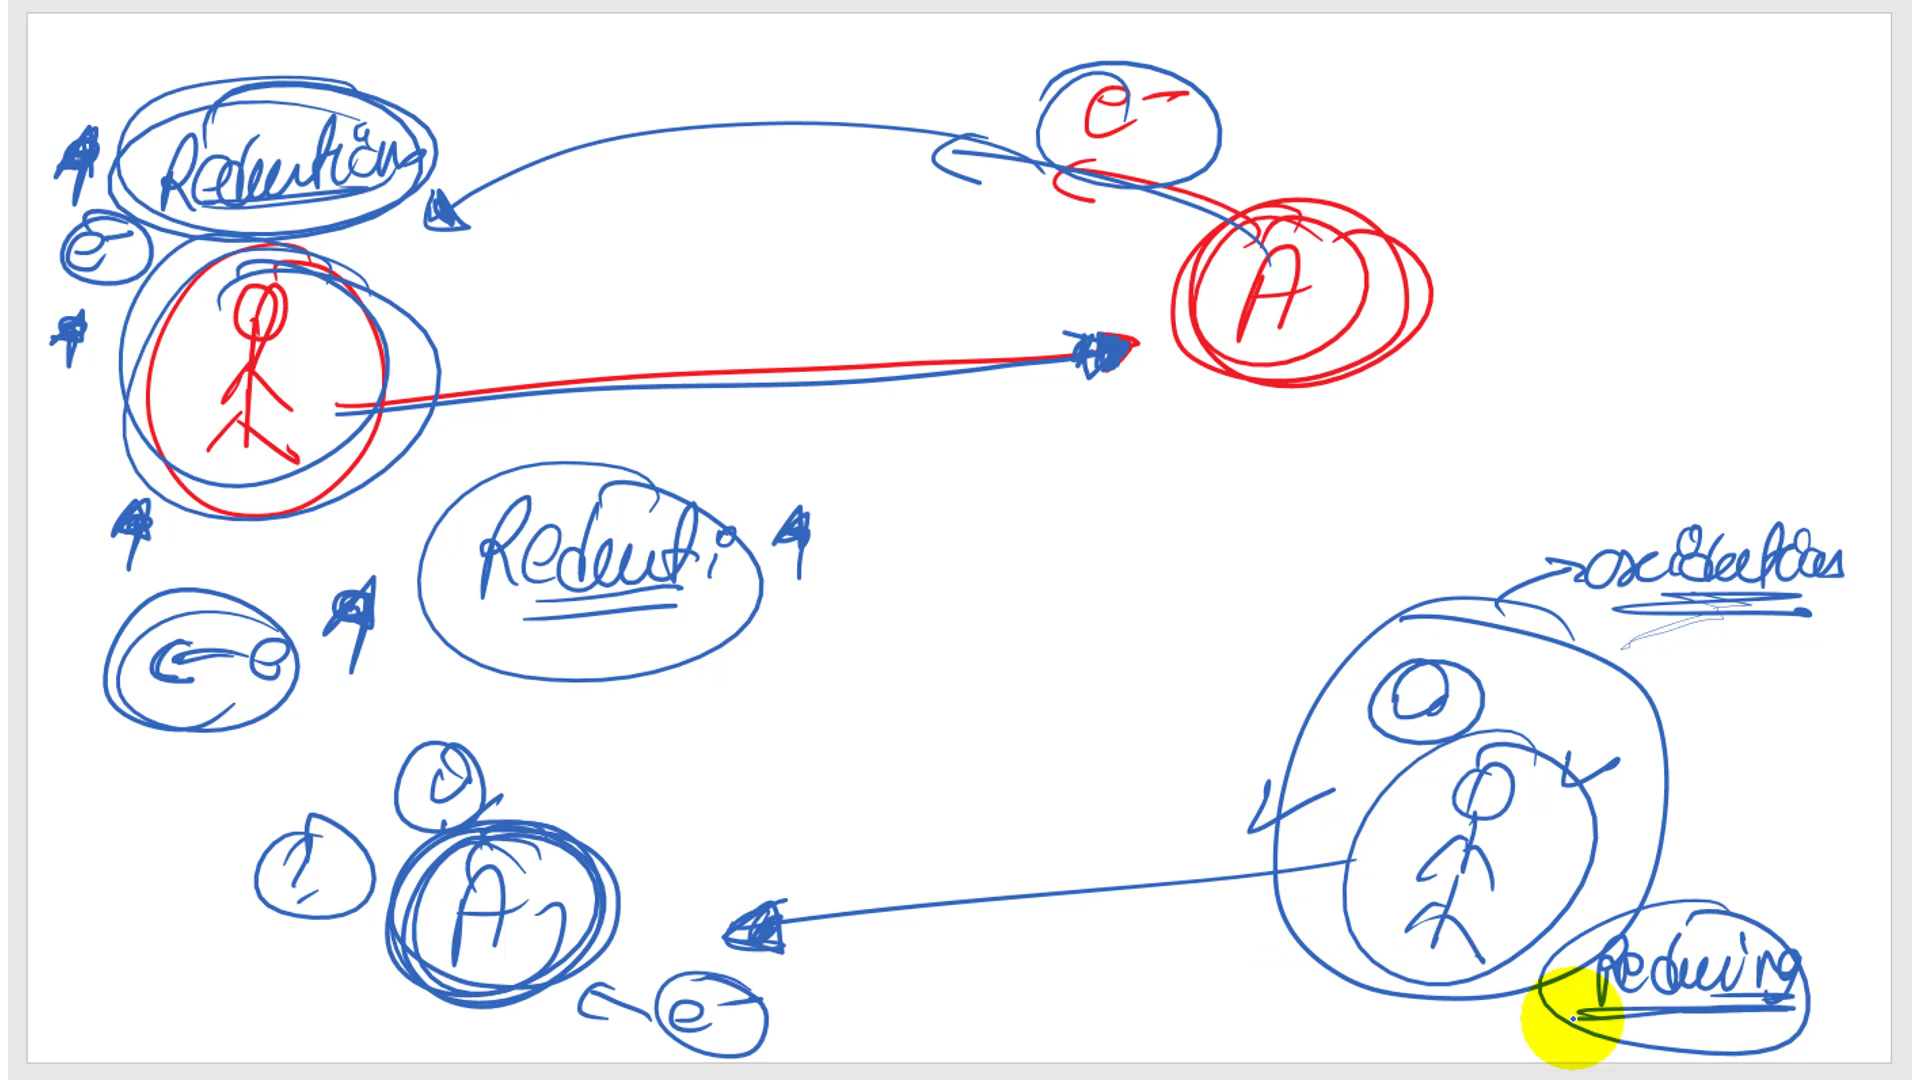 Reduction
e-
e-
A
Reducti
oxidation
e
A
e
Reducing